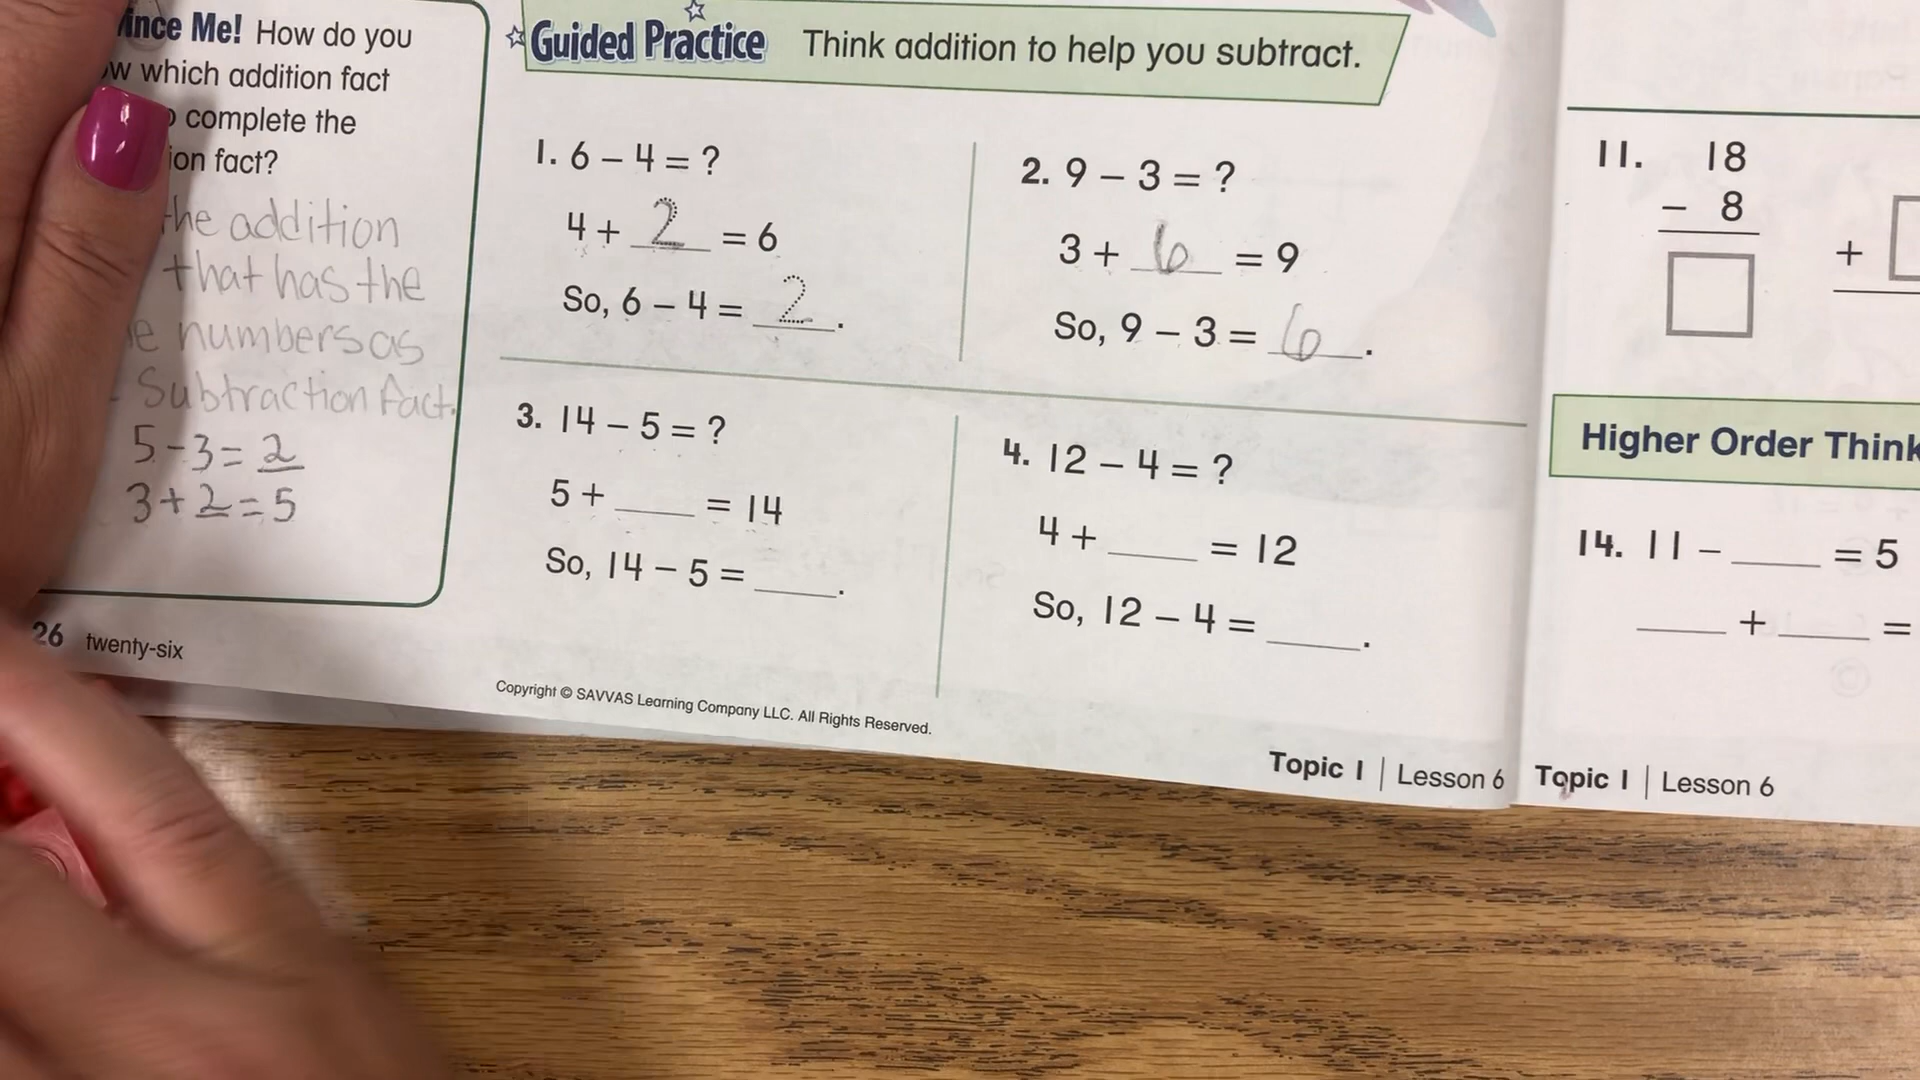 Me! How do you
which addition fact
complete the
fact?
the addition
that has the
numbers as
Subtraction fact.
5-3=2
3+2=5
26 twenty-six
Guided Practice Think addition to help you subtract.
1. 6 – 4 = ?
4 + 2 = 6
So, 6 – 4 = 2.
2. 9 – 3 = ?
3 + 6 = 9
So, 9 – 3 = 6.
3. 14 – 5 = ?
5 + ___ = 14
So, 14 – 5 = ___.
4. 12 – 4 = ?
4 + ___ = 12
So, 12 – 4 = ___.
Copyright © SAVVAS Learning Company LLC. All Rights Reserved.
Topic 1 | Lesson 6
11. 18
– 8
+
Higher Order
14. 11 – ___ = 5
___ + ___ =
Topic 1 | Lesson 6